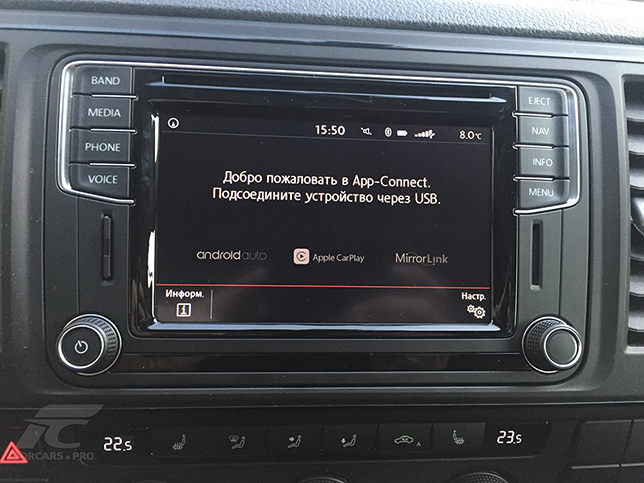 BAND
MEDIA
PHONE
VOICE
EJECT
NAV
INFO
MENU
15:50 8.0°C
Добро пожаловать в App-Connect.
Подсоедините устройство через USB.
androidauto Apple CarPlay MirrorLink
Информ. Настр.
i
22.5 23.5
FORCARS.PRO